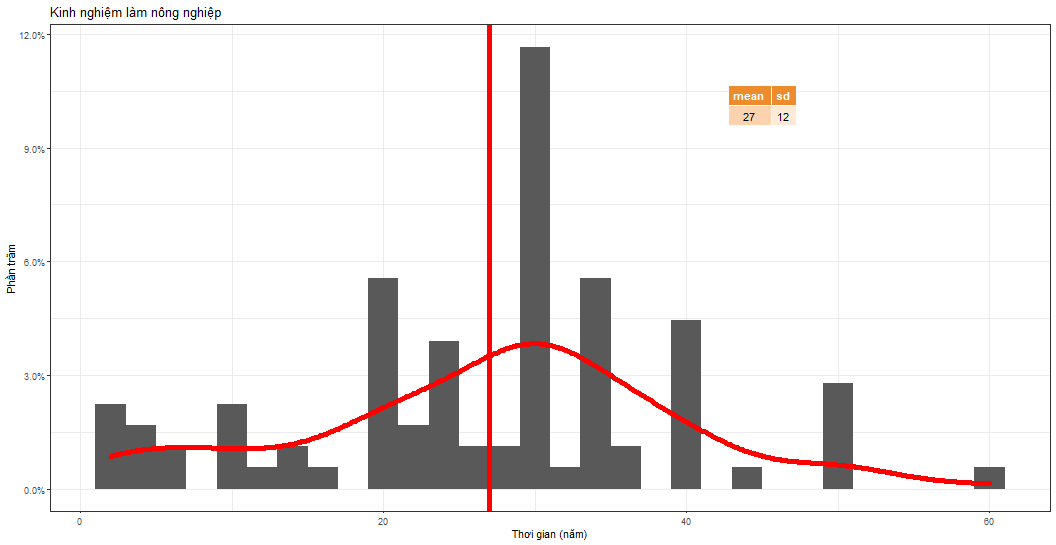 Kinh nghiệm làm nông nghiệp
12.0%
9.0%
6.0%
3.0%
0.0%
Phần trăm
mean sd
27 12
0 20 40 60
Thơi gian (năm)